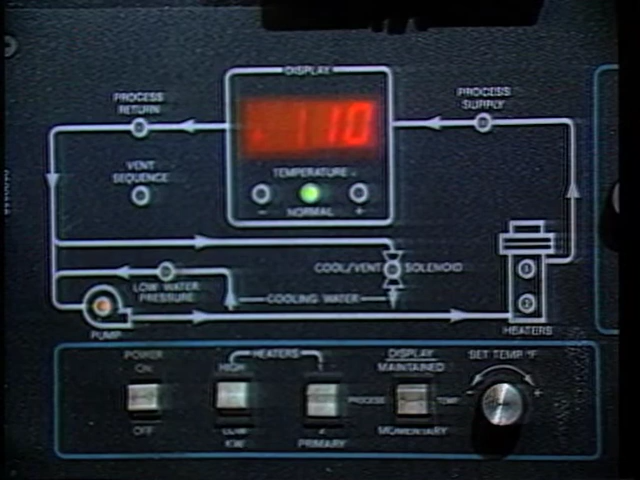 DISPLAY
PROCESS
RETURN
PROCESS
SUPPLY
110
VENT
SEQUENCE
TEMPERATURE
- +
NORMAL
COOL/VENT SOLENOID
LOW WATER
PRESSURE
COOLING WATER
PUMP
HEATERS
POWER
ON
OFF
HEATERS
HIGH
LOW
KW
PRIMARY
DISPLAY
MAINTAINED
PROCESS TEMP
MOMENTARY
SET TEMP °F
- +